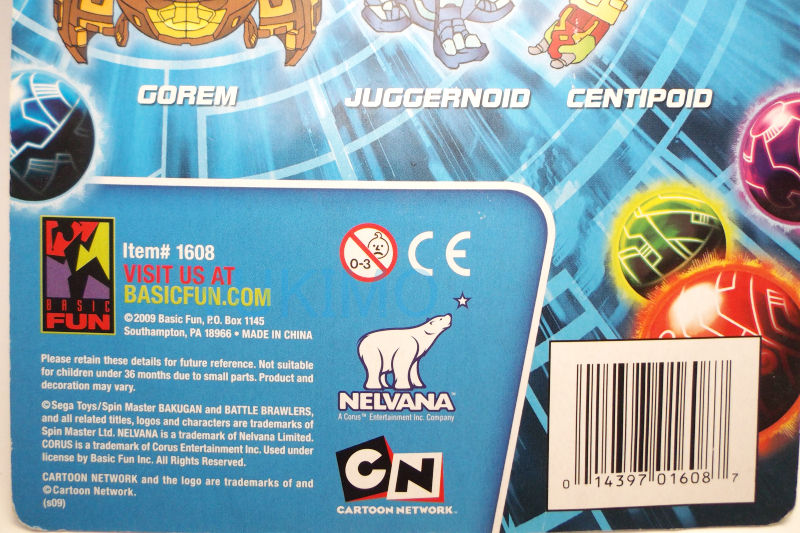 GOREM
JUGGERNOID
CENTIPOID
BASIC
FUN
Item# 1608
VISIT US AT
BASICFUN.COM
©2009 Basic Fun, P.O. Box 1145
Southampton, PA 18966 • MADE IN CHINA
0-3
CE
KIMO
Please retain these details for future reference. Not suitable
for children under 36 months due to small parts. Product and
decoration may vary.
©Sega Toys/Spin Master BAKUGAN and BATTLE BRAWLERS,
and all related titles, logos and characters are trademarks of
Spin Master Ltd. NELVANA is a trademark of Nelvana Limited.
CORUS is a trademark of Corus Entertainment Inc. Used under
license by Basic Fun Inc. All Rights Reserved.
CARTOON NETWORK and the logo are trademarks of and
©Cartoon Network.
(s09)
NELVANA™
A Corus™ Entertainment Inc. Company
CN
CARTOON NETWORK™
0 14397 01608 7